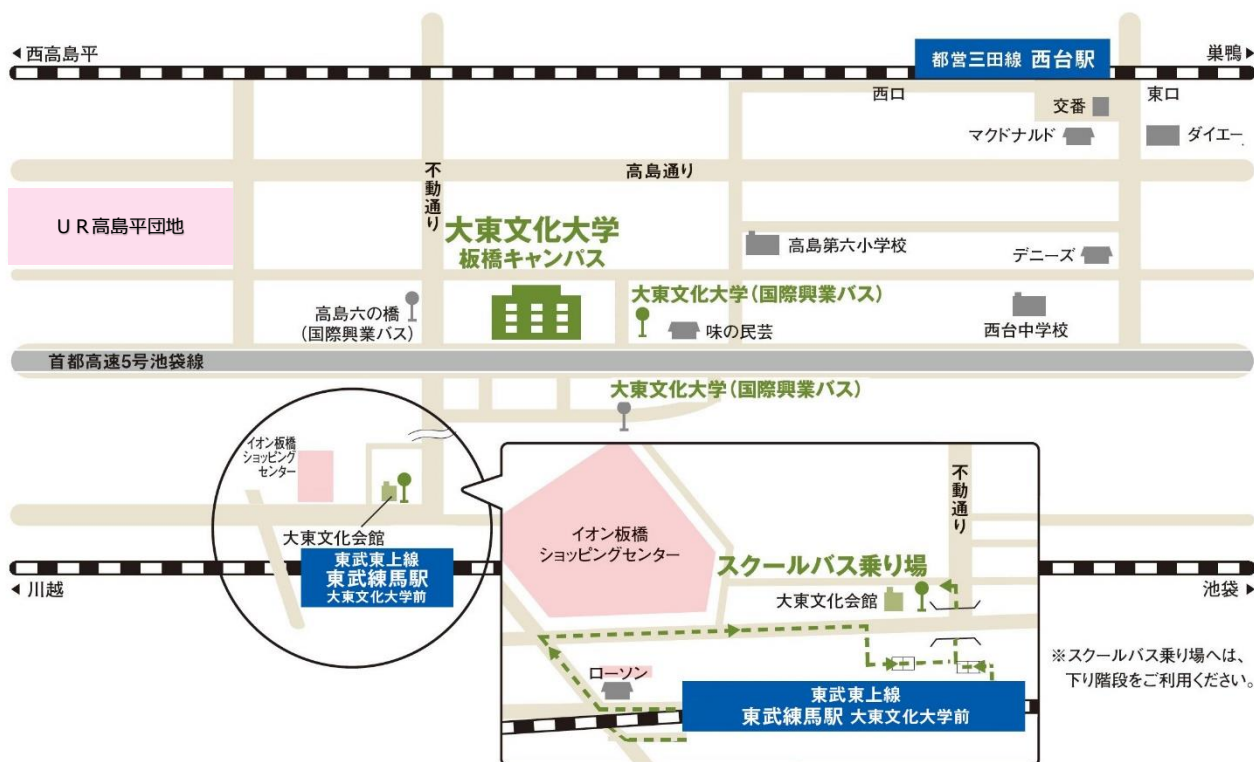 ◀西高島平
都営三田線 西台駅
巣鴨▶
西口
東口
交番
マクドナルド
ダイエー
不動通り
高島通り
UR高島平団地
大東文化大学
板橋キャンパス
高島第六小学校
デニーズ
大東文化大学(国際興業バス)
高島六の橋
(国際興業バス)
味の民芸
西台中学校
首都高速5号池袋線
大東文化大学(国際興業バス)
イオン板橋
ショッピング
センター
大東文化会館
東武東上線
東武練馬駅
大東文化大学前
◀川越
池袋▶
不動通り
イオン板橋
ショッピングセンター
スクールバス乗り場
大東文化会館
ローソン
東武東上線
東武練馬駅 大東文化大学前
※スクールバス乗り場へは、
下り階段をご利用ください。